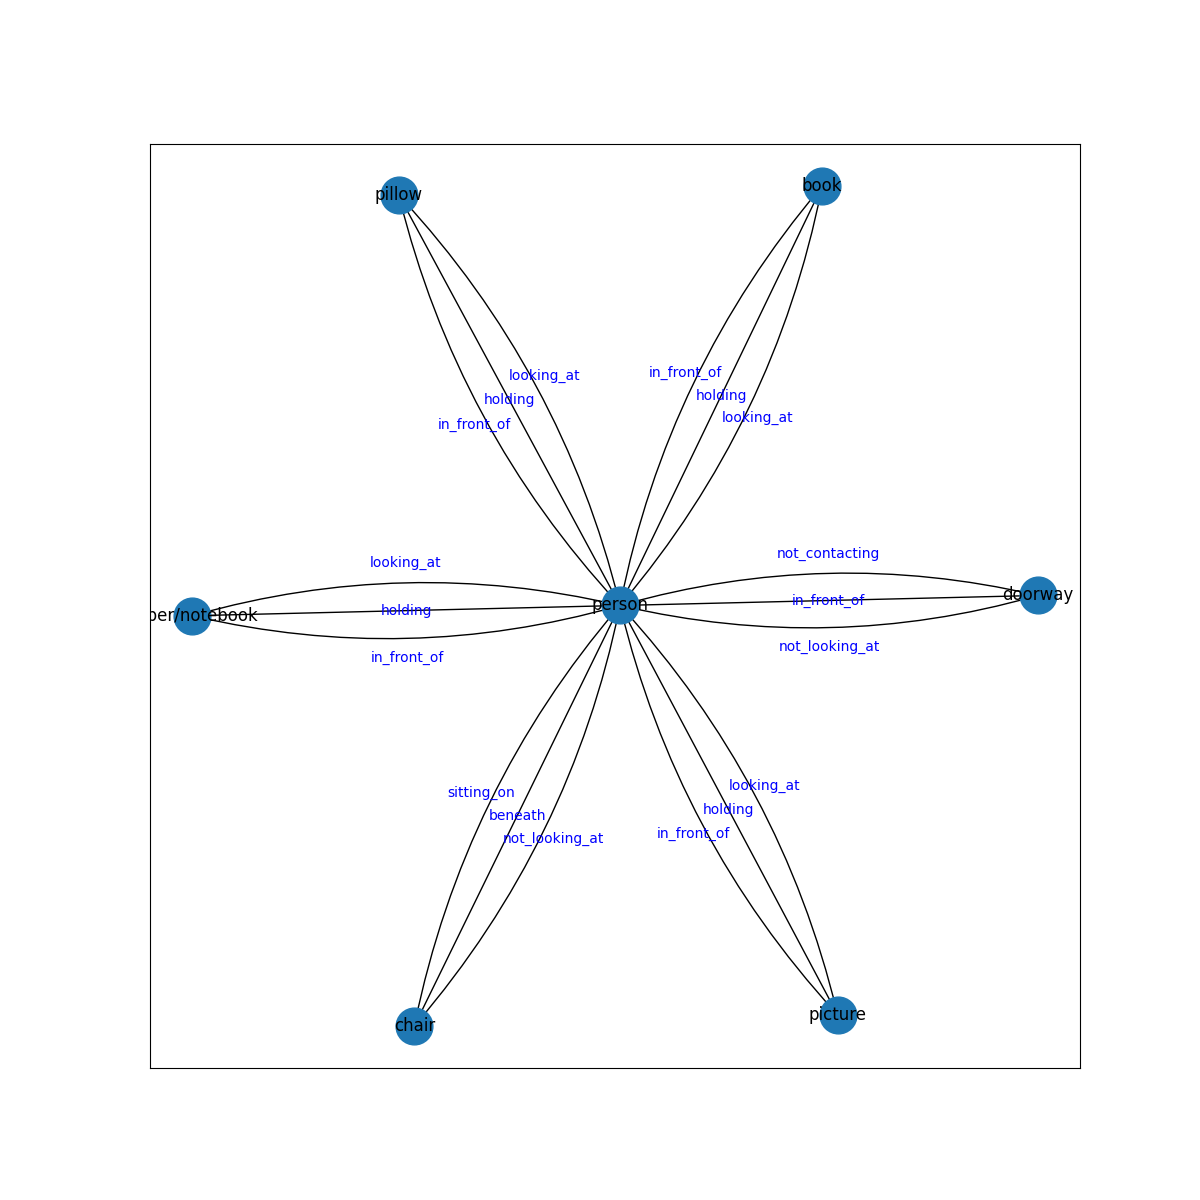 pillow
book
in_front_of
looking_at
holding
holding
looking_at
in_front_of
not_contacting
looking_at
doorway
in_front_of
person
holding
per/notebook
not_looking_at
in_front_of
looking_at
sitting_on
holding
beneath
in_front_of
not_looking_at
picture
chair